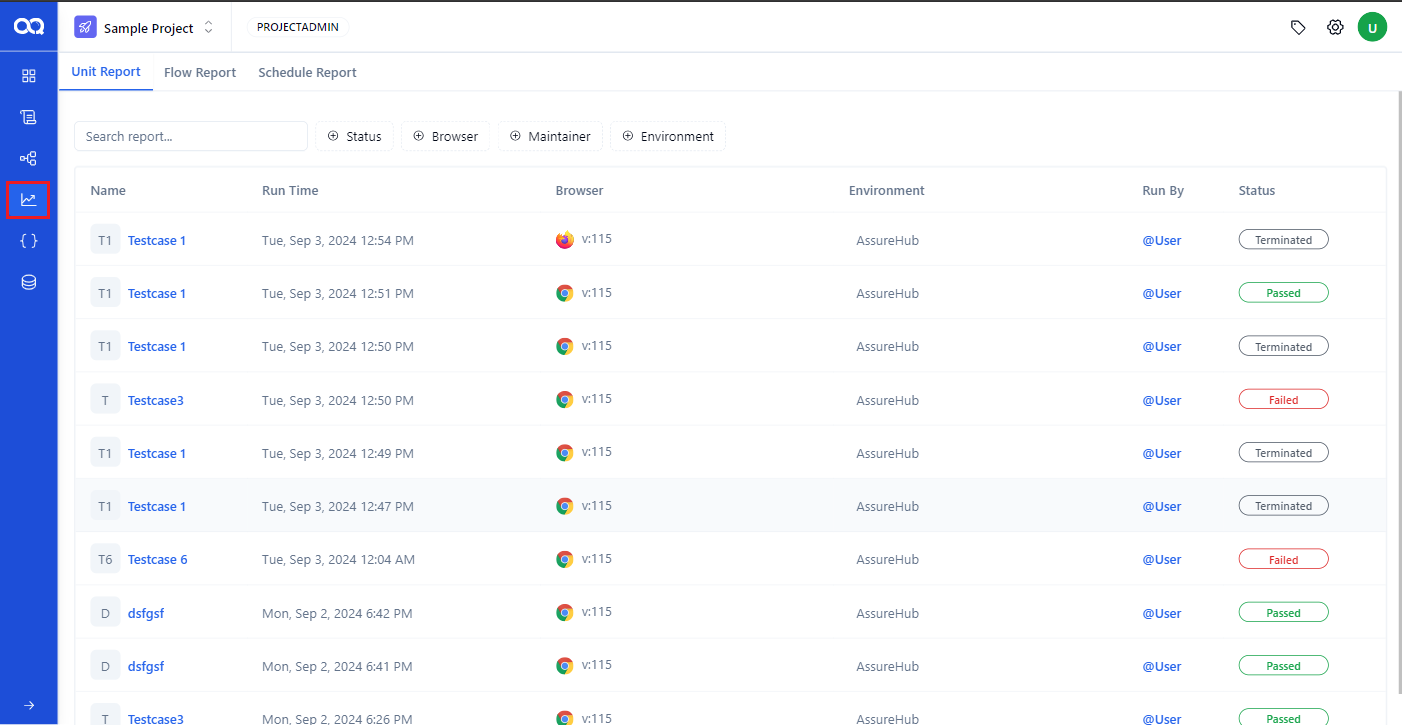 Sample Project PROJECTADMIN U
Unit Report Flow Report Schedule Report
Search report... Status Browser Maintainer Environment
Name Run Time Browser Environment Run By Status
T1 Testcase 1 Tue, Sep 3, 2024 12:54 PM v:115 AssureHub @User Terminated
T1 Testcase 1 Tue, Sep 3, 2024 12:51 PM v:115 AssureHub @User Passed
T1 Testcase 1 Tue, Sep 3, 2024 12:50 PM v:115 AssureHub @User Terminated
T Testcase3 Tue, Sep 3, 2024 12:50 PM v:115 AssureHub @User Failed
T1 Testcase 1 Tue, Sep 3, 2024 12:49 PM v:115 AssureHub @User Terminated
T1 Testcase 1 Tue, Sep 3, 2024 12:47 PM v:115 AssureHub @User Terminated
T6 Testcase 6 Tue, Sep 3, 2024 12:04 AM v:115 AssureHub @User Failed
D dsfgsf Mon, Sep 2, 2024 6:42 PM v:115 AssureHub @User Passed
D dsfgsf Mon, Sep 2, 2024 6:41 PM v:115 AssureHub @User Passed
T Testcase3 Mon, Sep 2, 2024 6:26 PM v:115 AssureHub @User Passed